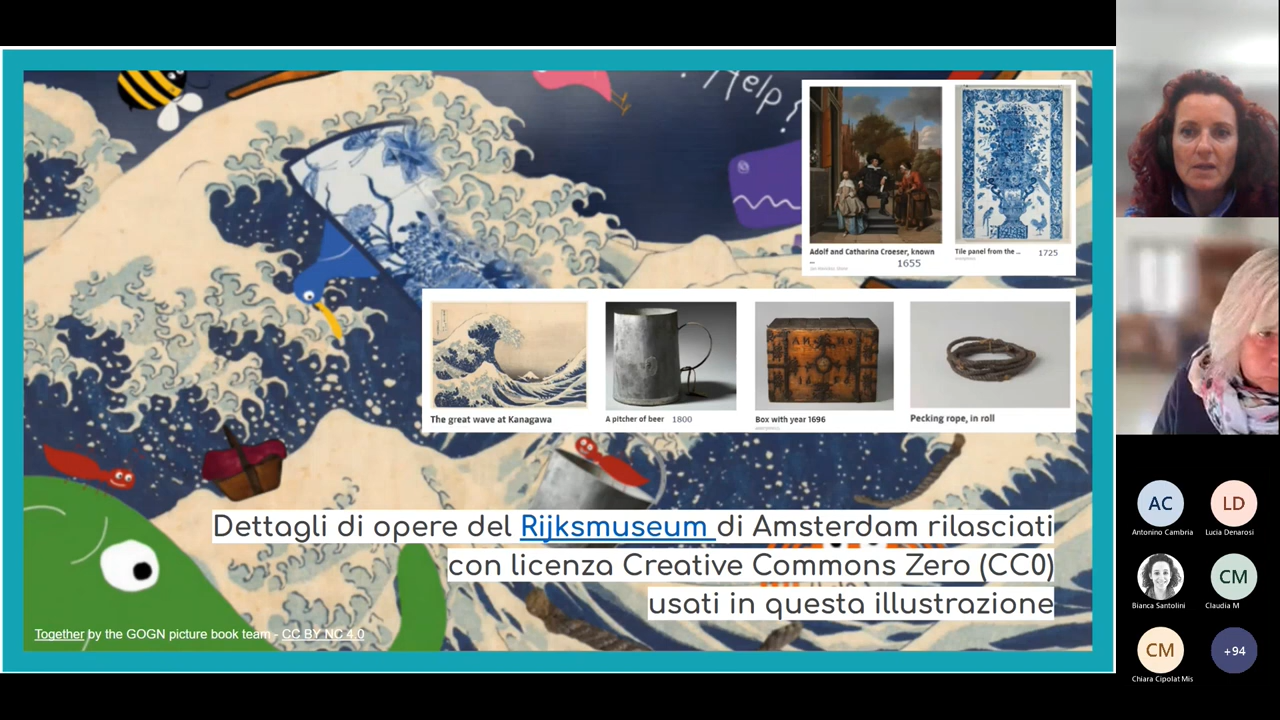 Help?
Adolf and Catharina Croeser, known
...
1655
Tile panel from the ...
1725
The great wave at Kanagawa
A pitcher of beer
1800
Box with year 1696
Pecking rope, in roll
Dettagli di opere del Rijksmuseum di Amsterdam rilasciati
con licenza Creative Commons Zero (CC0)
usati in questa illustrazione
Together by the GOGN picture book team - CC BY NC 4.0
AC
LD
Antonino Cambria
Lucia Denarosi
CM
Bianca Santolini
Claudia M
CM
+94
Chiara Cipolat Mis